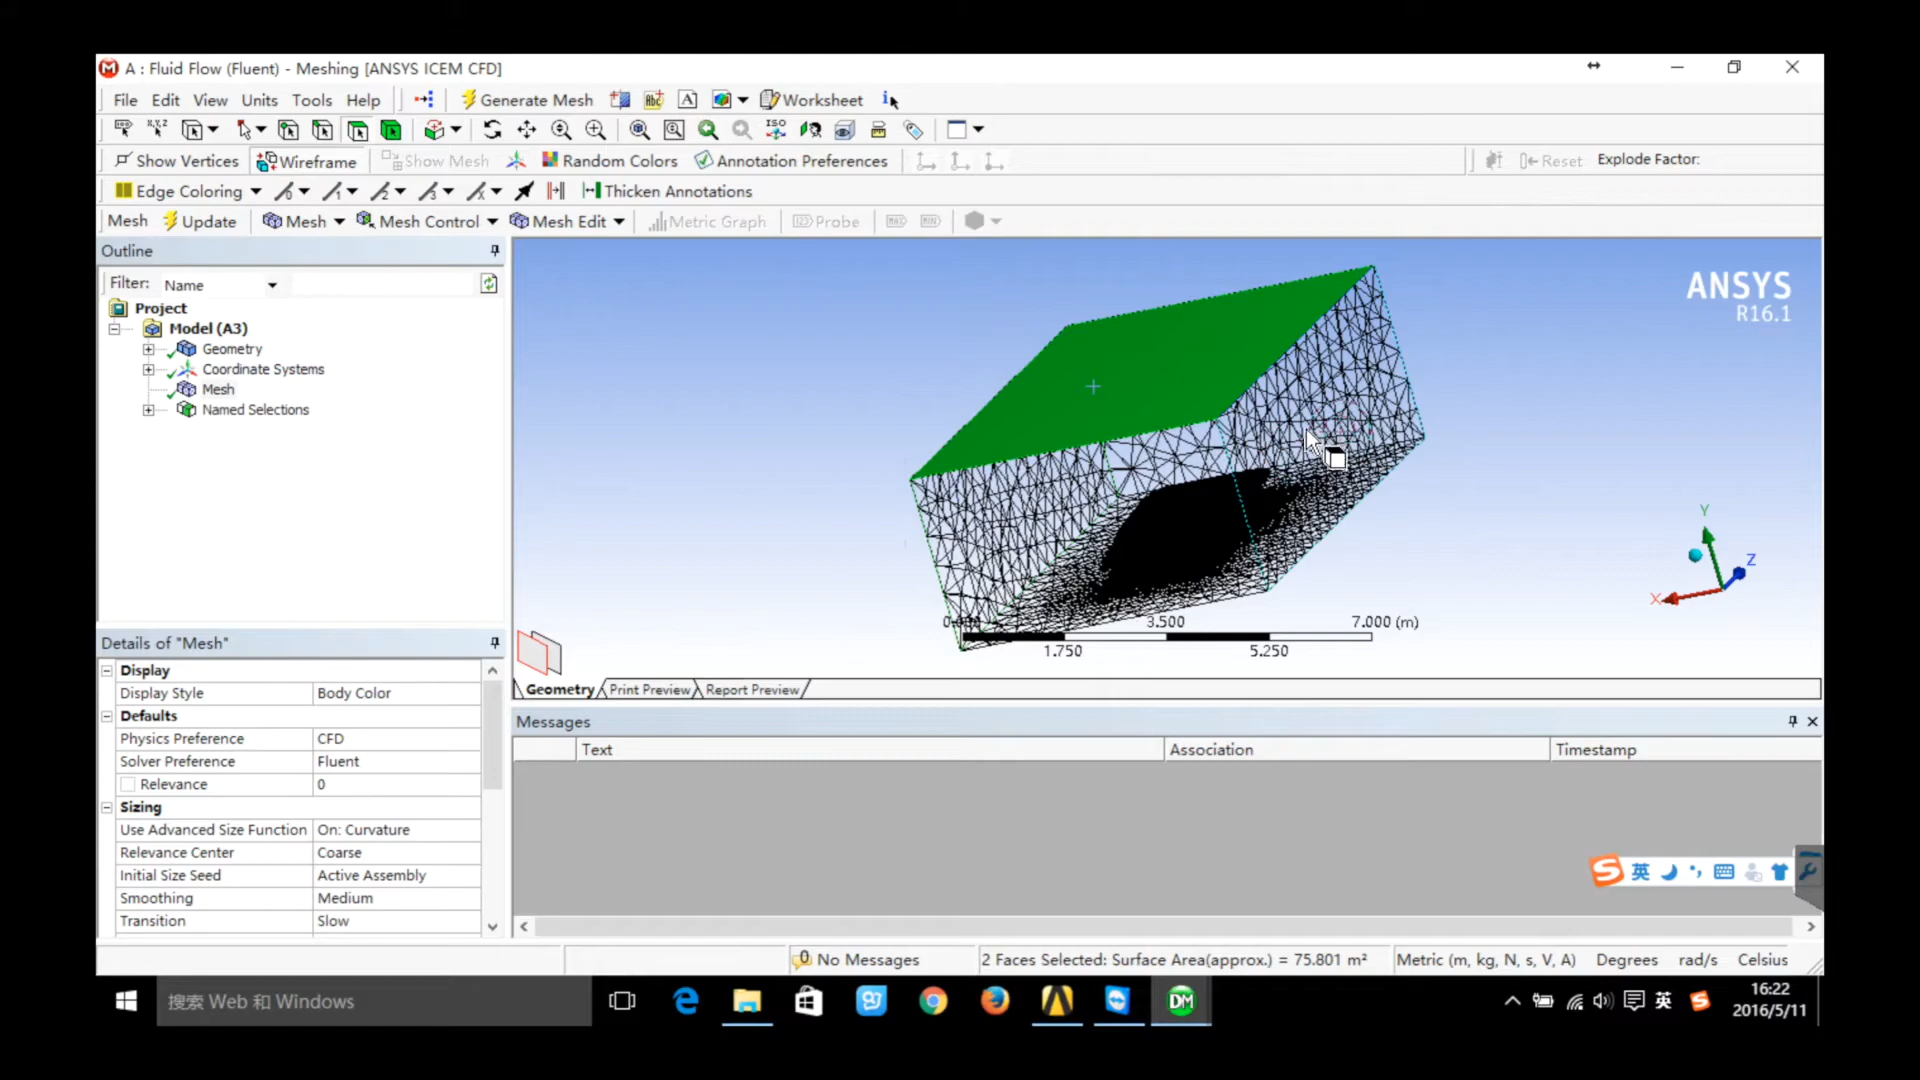 A : Fluid Flow (Fluent) - Meshing [ANSYS ICEM CFD]
File Edit View Units Tools Help Generate Mesh Worksheet
Show Vertices Wireframe Show Mesh Random Colors Annotation Preferences Reset Explode Factor:
Edge Coloring Thicken Annotations
Mesh Update Mesh Mesh Control Mesh Edit Metric Graph Probe
Outline
Filter: Name
Project
Model (A3)
Geometry
Coordinate Systems
Mesh
Named Selections
ANSYS
R16.1
Y
Z
X
3.500 7.000 (m)
1.750 5.250
Geometry Print Preview Report Preview
Details of "Mesh"
Display
Display Style Body Color
Defaults
Physics Preference CFD
Solver Preference Fluent
Relevance 0
Sizing
Use Advanced Size Function On: Curvature
Relevance Center Coarse
Initial Size Seed Active Assembly
Smoothing Medium
Transition Slow
Messages
Text Association Timestamp
英
No Messages 2 Faces Selected: Surface Area(approx.) = 75.801 m² Metric (m, kg, N, s, V, A) Degrees rad/s Celsius
搜索 Web 和 Windows
DM
英
16:22
2016/5/11